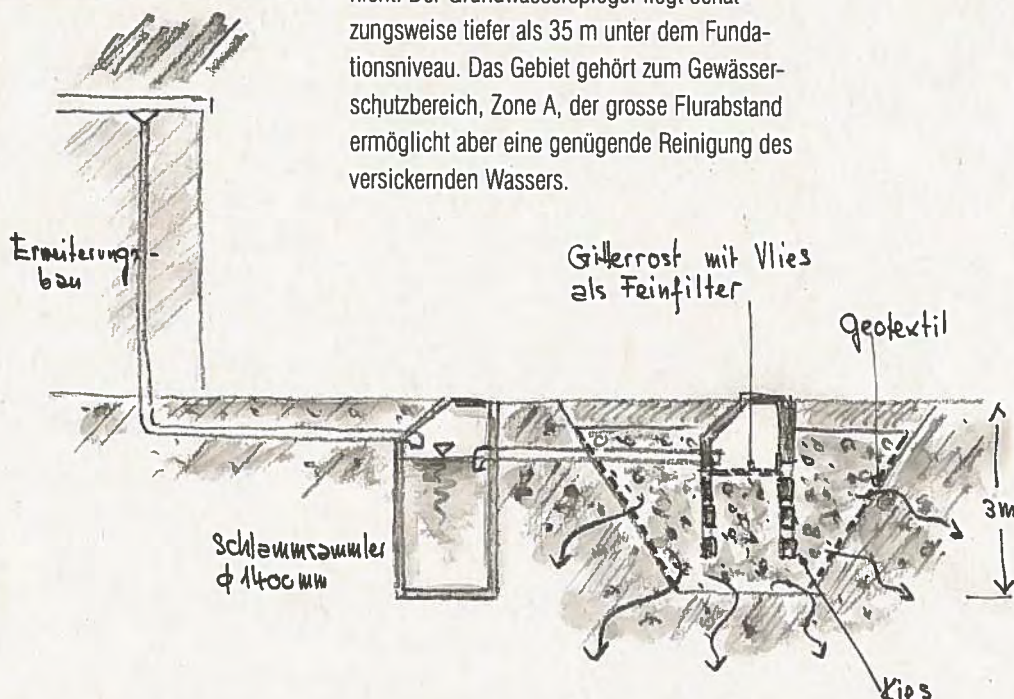 zungsweise tiefer als 35 m unter dem Funda-
tionsniveau. Das Gebiet gehört zum Gewässer-
schutzbereich, Zone A, der grosse Flurabstand
ermöglicht aber eine genügende Reinigung des
versickernden Wassers.
Erweiterungs-
bau
Gitterrost mit Vlies
als Feinfilter
Geotextil
3m
Schlammsammler
ϕ 1400mm
Kies